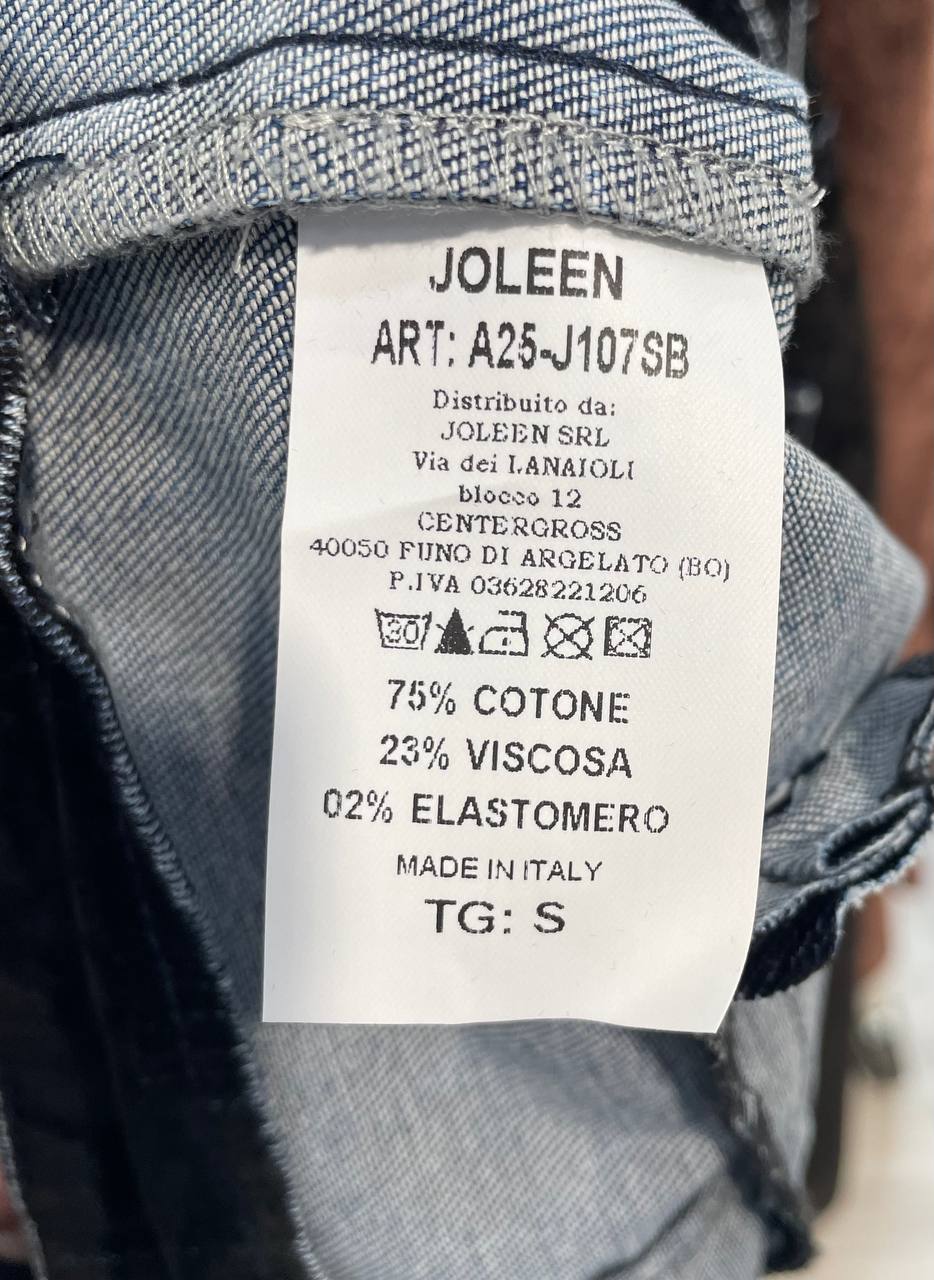 JOLEEN
ART: A25-J107SB
Distribuito da:
JOLEEN SRL
Via dei LANAIOLI
blocco 12
CENTERGROSS
40050 FUNO DI ARGELATO (BO)
P.IVA 03628221206
30
75% COTONE
23% VISCOSA
02% ELASTOMERO
MADE IN ITALY
TG: S